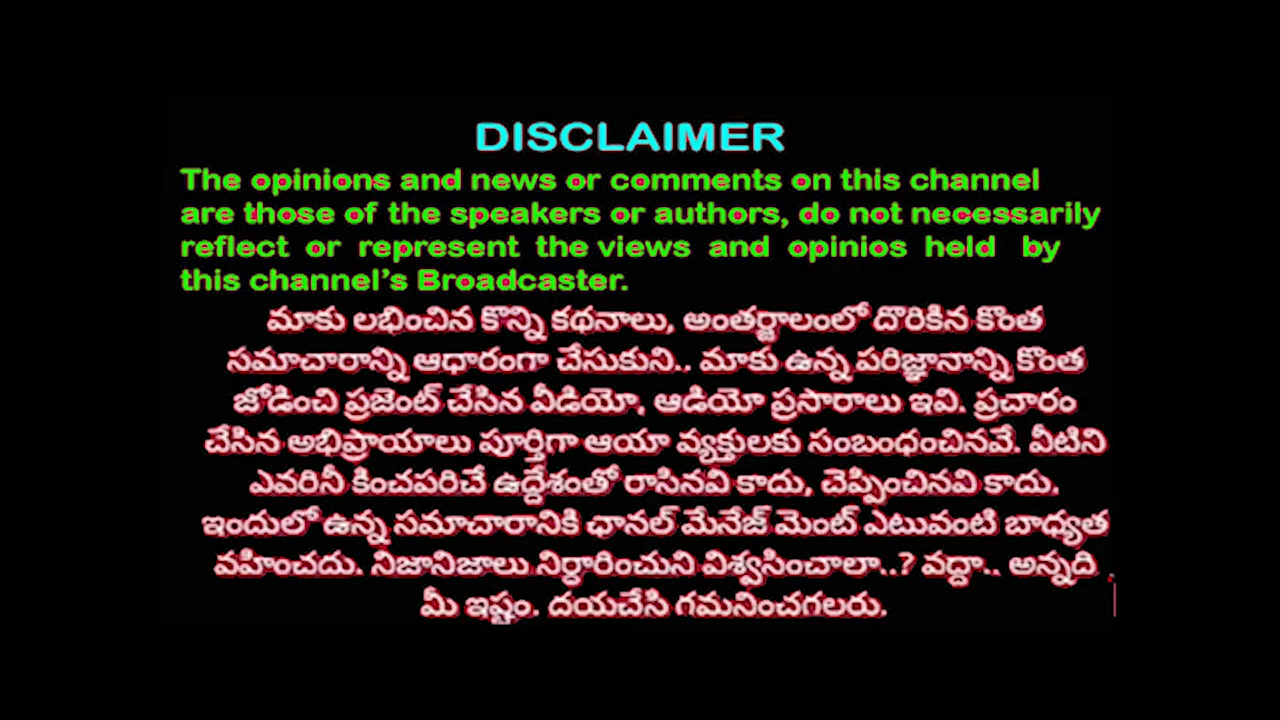 DISCLAIMER
The opinions and news or comments on this channel
are those of the speakers or authors, do not necessarily
reflect or represent the views and opinios held by
this channel's Broadcaster.
మాకు లభించిన కొన్ని కథనాలు, అంతర్జాలంలో దొరికిన కొంత
సమాచారాన్ని ఆధారంగా చేసుకుని.. మాకు ఉన్న పరిజ్ఞానాన్ని కొంత
జోడించి ప్రజెంట్ చేసిన వీడియో, ఆడియో ప్రసారాలు ఇవి. ప్రచారం
చేసిన అభిప్రాయాలు పూర్తిగా ఆయా వ్యక్తులకు సంబంధంచినవే. వీటిని
ఎవరినీ కించపరిచే ఉద్దేశంతో రాసినవి కాదు, చెప్పించినవి కాదు.
ఇందులో ఉన్న సమాచారానికి ఛానల్ మేనేజ్ మెంట్ ఎటువంటి బాధ్యత
వహించదు. నిజానిజాలు నిర్ధారించుని విశ్వసించాలా..? వద్దా.. అన్నది .
మీ ఇష్టం. దయచేసి గమనించగలరు.